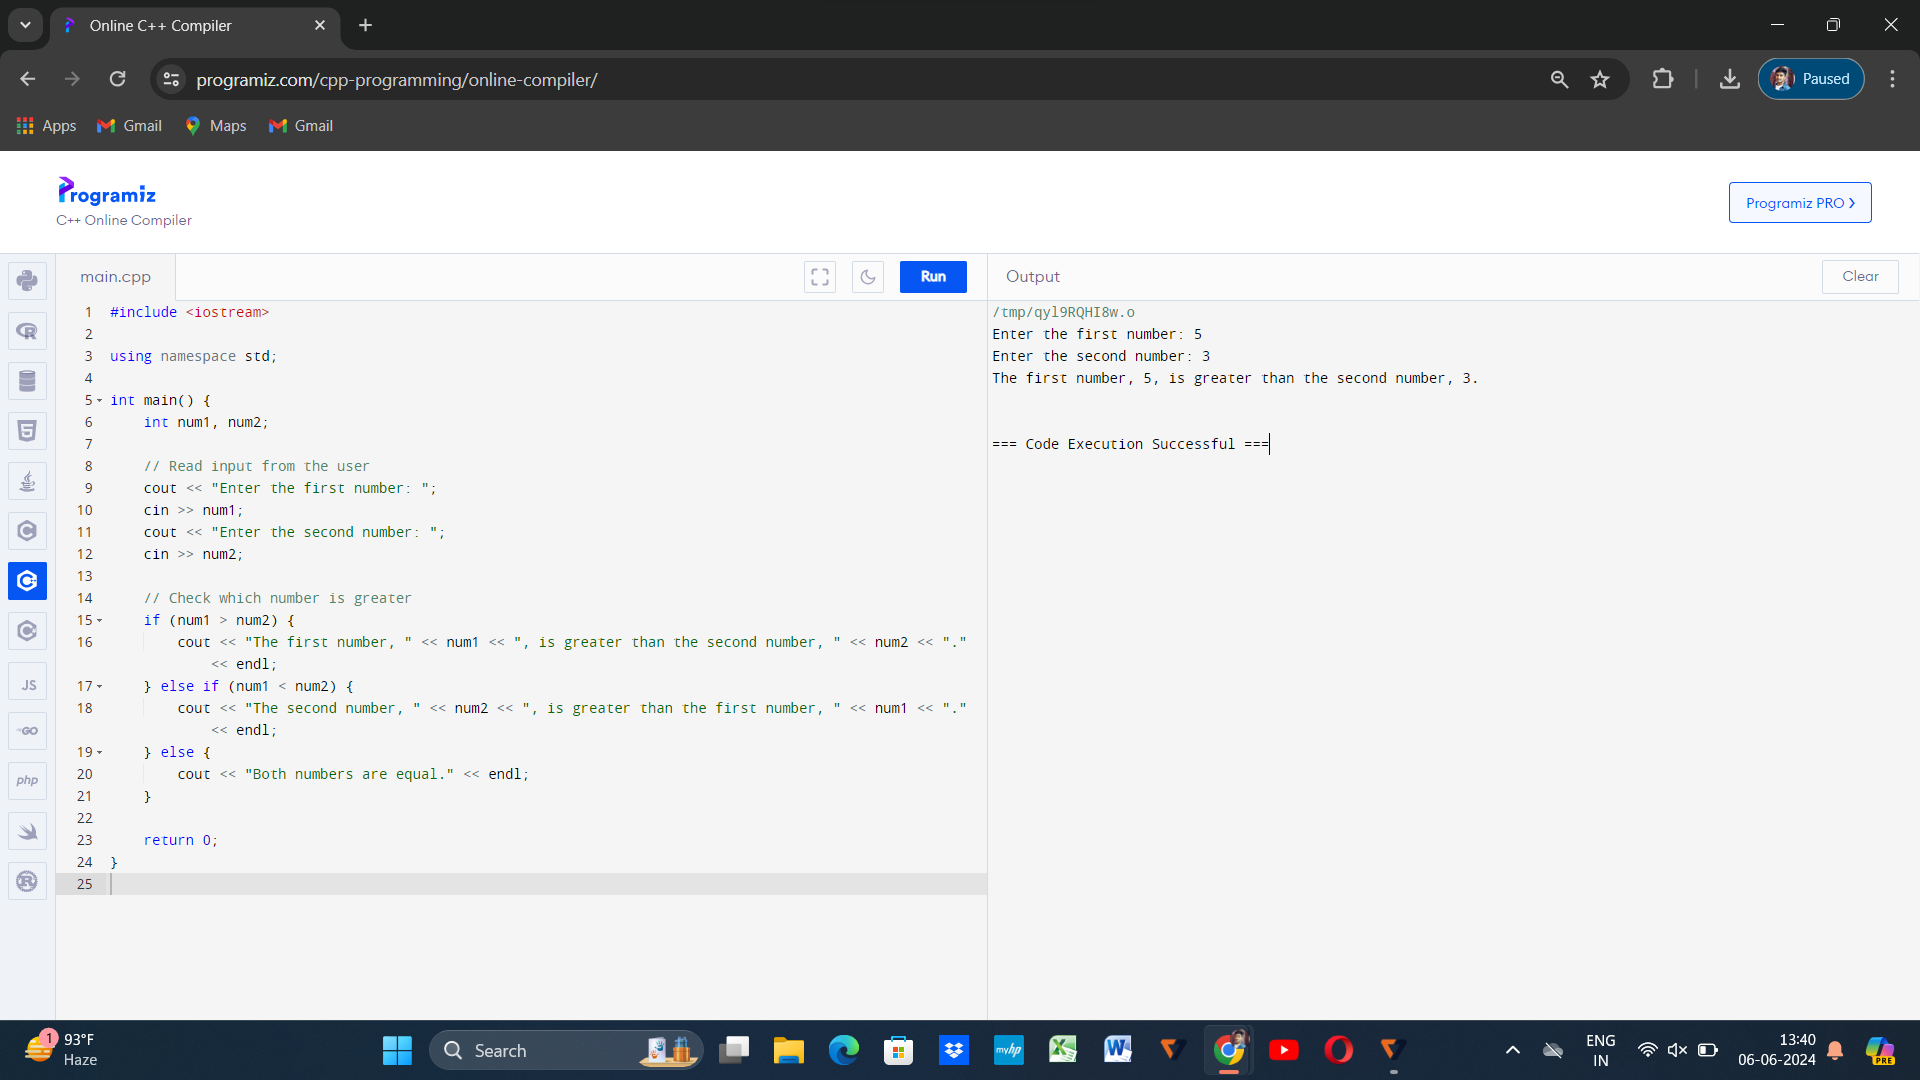 Online C++ Compiler
programiz.com/cpp-programming/online-compiler/
Paused
Apps
Gmail
Maps
Gmail
Programiz
C++ Online Compiler
Programiz PRO
main.cpp
Run
Output
Clear
1 #include <iostream>
2
3 using namespace std;
4
5 int main() {
6 int num1, num2;
7
8 // Read input from the user
9 cout << "Enter the first number: ";
10 cin >> num1;
11 cout << "Enter the second number: ";
12 cin >> num2;
13
14 // Check which number is greater
15 if (num1 > num2) {
16 cout << "The first number, " << num1 << ", is greater than the second number, " << num2 << "."
<< endl;
17 } else if (num1 < num2) {
18 cout << "The second number, " << num2 << ", is greater than the first number, " << num1 << "."
<< endl;
19 } else {
20 cout << "Both numbers are equal." << endl;
21 }
22
23 return 0;
24 }
25
/tmp/qyl9RQHI8w.o
Enter the first number: 5
Enter the second number: 3
The first number, 5, is greater than the second number, 3.
=== Code Execution Successful ===
JS
GO
php
1
93°F
Haze
Search
myhp
ENG
IN
13:40
06-06-2024
PRE